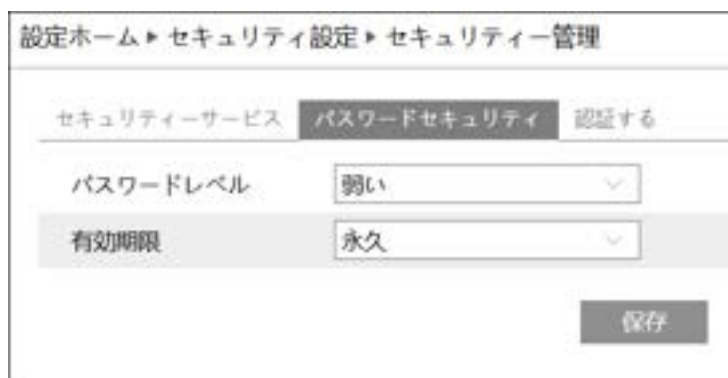 設定ホーム▶セキュリティ設定▶セキュリティー管理
セキュリティーサービス パスワードセキュリティ 認証する
パスワードレベル 弱い
有効期限 永久
保存